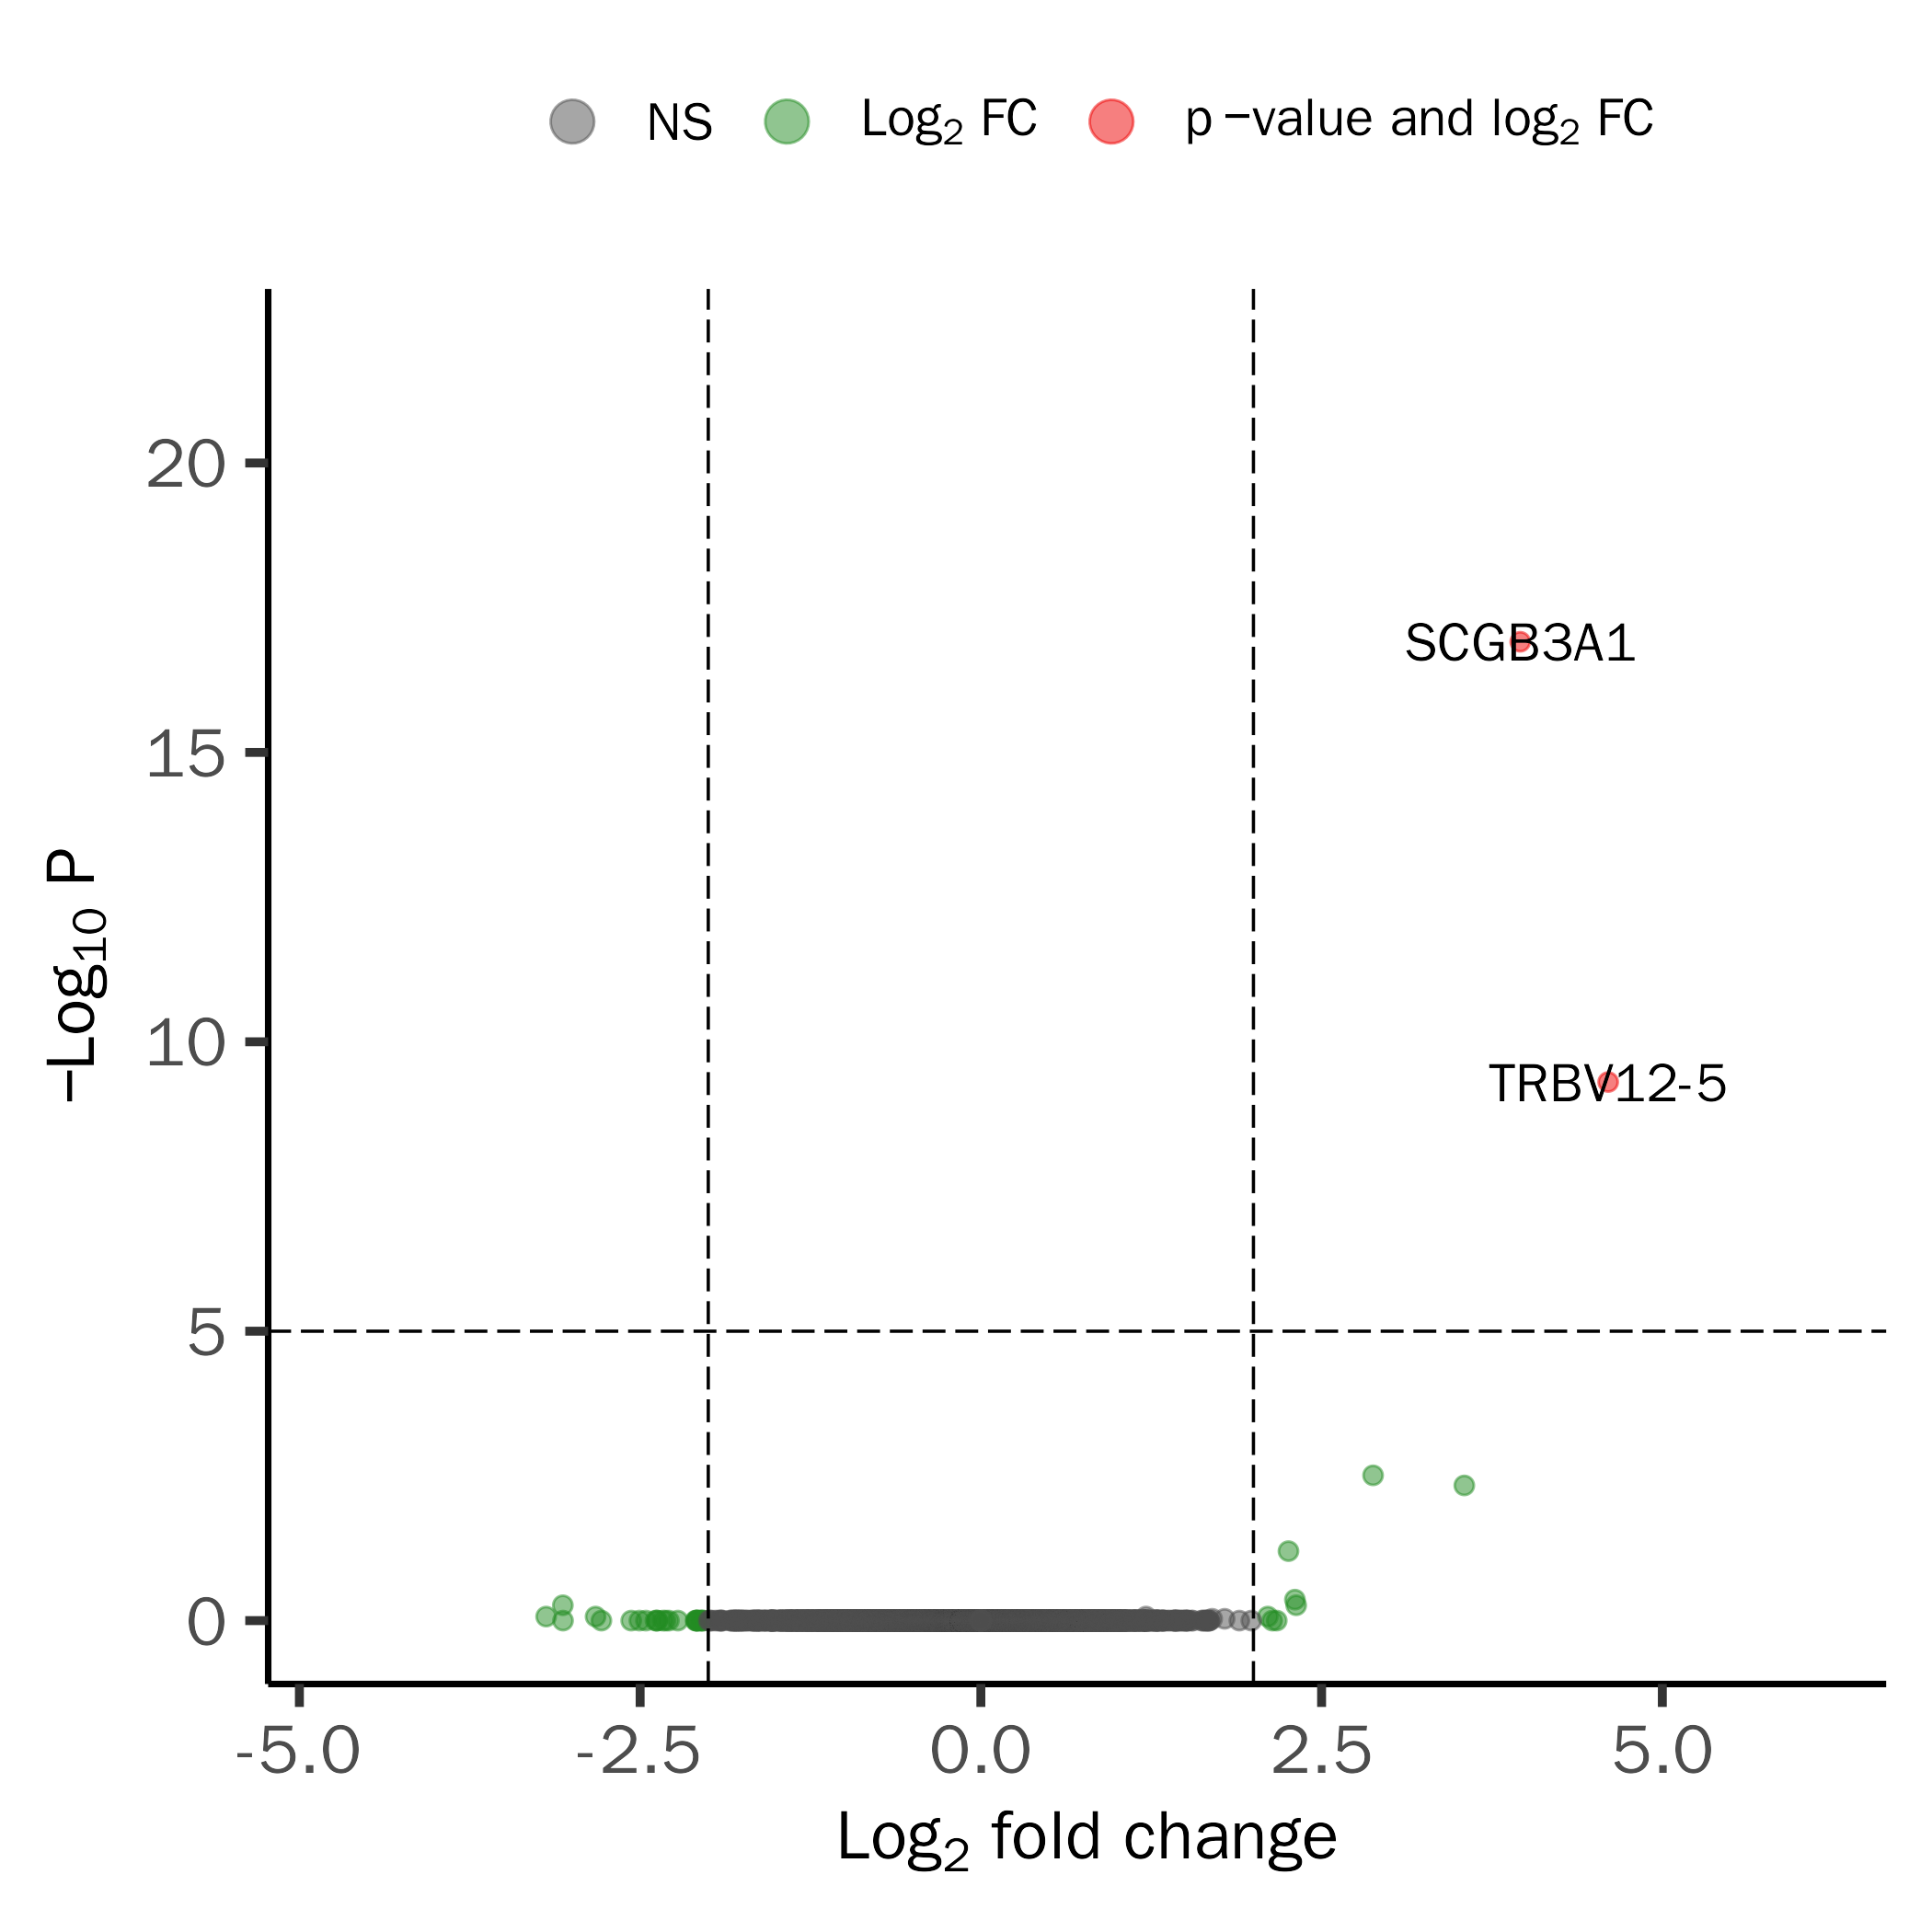 NS Log2 FC p −value and log2 FC
20
15
10
5
0
−Log10 P
SCGB3A1
TRBV12-5
-5.0 -2.5 0.0 2.5 5.0
Log2 fold change